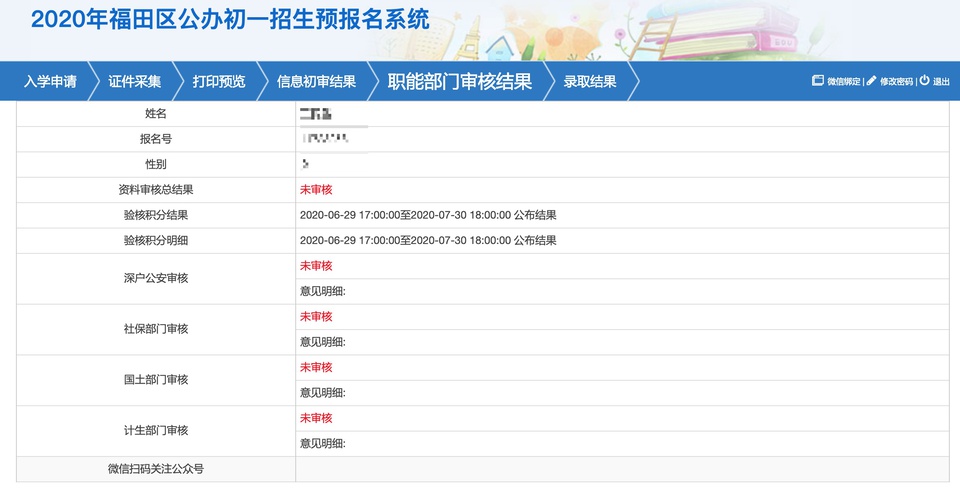 2020年福田区公办初一招生预报名系统
入学申请 证件采集 打印预览 信息初审结果 职能部门审核结果 录取结果 微信绑定 | 修改密码 | 退出
姓名
报名号
性别
资料审核总结果 未审核
验核积分结果 2020-06-29 17:00:00至2020-07-30 18:00:00 公布结果
验核积分明细 2020-06-29 17:00:00至2020-07-30 18:00:00 公布结果
深户公安审核 未审核
意见明细:
社保部门审核 未审核
意见明细:
国土部门审核 未审核
意见明细:
计生部门审核 未审核
意见明细:
微信扫码关注公众号